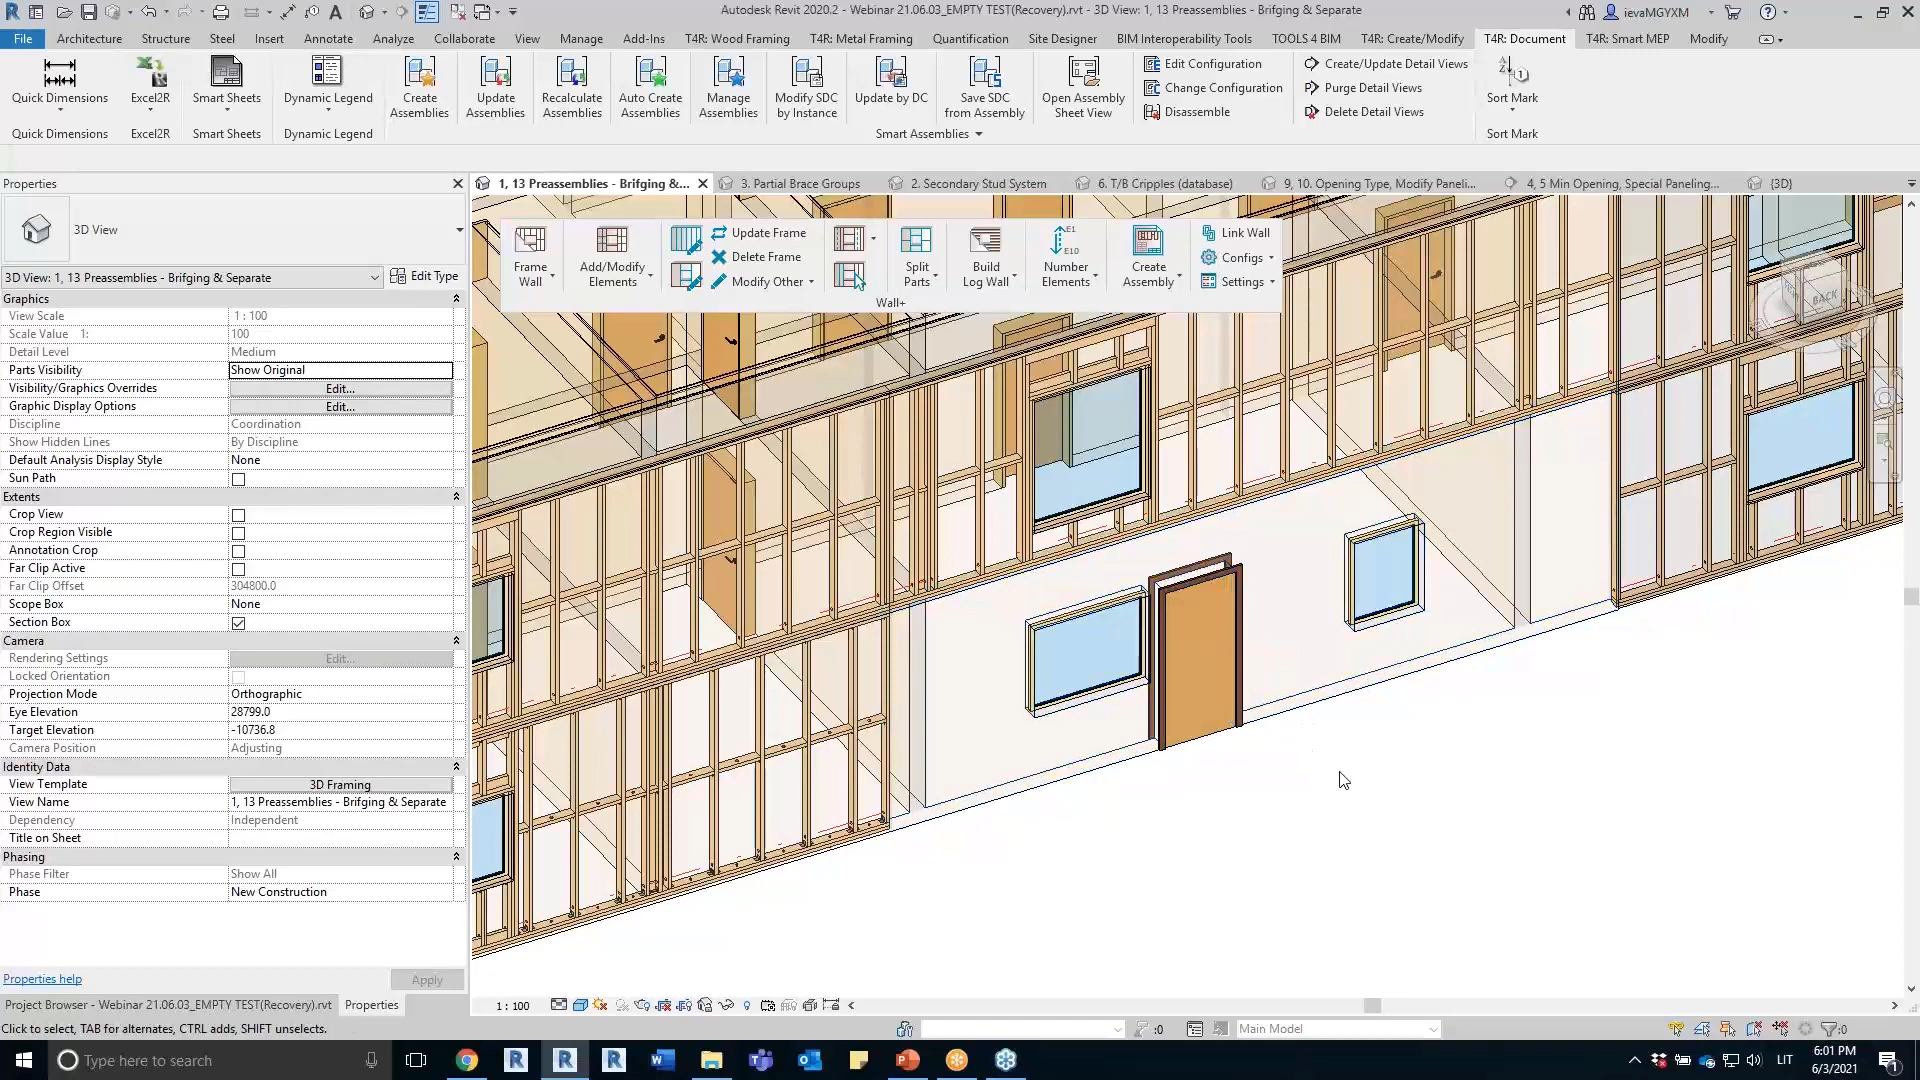 Autodesk Revit 2020.2 - Webinar 21.06.03_EMPTY TEST(Recovery).rvt - 3D View: 1, 13 Preassemblies - Brifging & Separate
ievaMGYXM
File Architecture Structure Steel Insert Annotate Analyze Collaborate View Manage Add-Ins T4R: Wood Framing T4R: Metal Framing Quantification Site Designer BIM Interoperability Tools TOOLS 4 BIM T4R: Create/Modify T4R: Document T4R: Smart MEP Modify
Quick Dimensions
Excel2R
Smart Sheets
Dynamic Legend
Create Assemblies
Update Assemblies
Recalculate Assemblies
Auto Create Assemblies
Manage Assemblies
Modify SDC by Instance
Update by DC
Save SDC from Assembly
Open Assembly Sheet View
Edit Configuration
Change Configuration
Disassemble
Create/Update Detail Views
Purge Detail Views
Delete Detail Views
Sort Mark
Quick Dimensions Excel2R Smart Sheets Dynamic Legend Smart Assemblies Sort Mark
Properties
1, 13 Preassemblies - Brifging &... 3. Partial Brace Groups 2. Secondary Stud System 6. T/B Cripples (database) 9, 10. Opening Type, Modify Paneli... 4, 5 Min Opening, Special Paneling... {3D}
3D View
3D View: 1, 13 Preassemblies - Brifging & Separate Edit Type
Graphics
View Scale 1 : 100
Scale Value 1: 100
Detail Level Medium
Parts Visibility Show Original
Visibility/Graphics Overrides Edit...
Graphic Display Options Edit...
Discipline Coordination
Show Hidden Lines By Discipline
Default Analysis Display Style None
Sun Path
Extents
Crop View
Crop Region Visible
Annotation Crop
Far Clip Active
Far Clip Offset 304800.0
Scope Box None
Section Box
Camera
Rendering Settings Edit...
Locked Orientation
Projection Mode Orthographic
Eye Elevation 28799.0
Target Elevation -10736.8
Camera Position Adjusting
Identity Data
View Template 3D Framing
View Name 1, 13 Preassemblies - Brifging & Separate
Dependency Independent
Title on Sheet
Phasing
Phase Filter Show All
Phase New Construction
Properties help Apply
Project Browser - Webinar 21.06.03_EMPTY TEST(Recovery).rvt Properties
Frame Wall
Add/Modify Elements
Update Frame
Delete Frame
Modify Other
Split Parts
Build Log Wall
E1
E10
Number Elements
Create Assembly
Link Wall
Configs
Settings
Wall+
BACK
1 : 100
Click to select, TAB for alternates, CTRL adds, SHIFT unselects.
:0
Main Model
:0
Type here to search
LIT
6:01 PM
6/3/2021
1